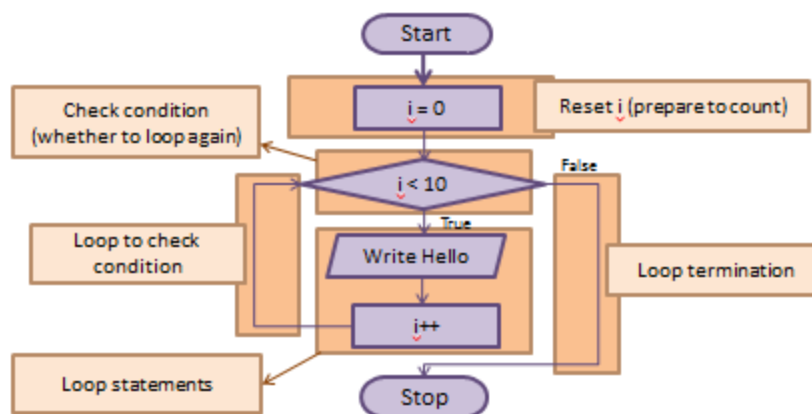 Start
Check condition
(whether to loop again)
i = 0
Reset i (prepare to count)
i < 10
False
True
Loop to check
condition
Write Hello
Loop termination
i++
Loop statements
Stop